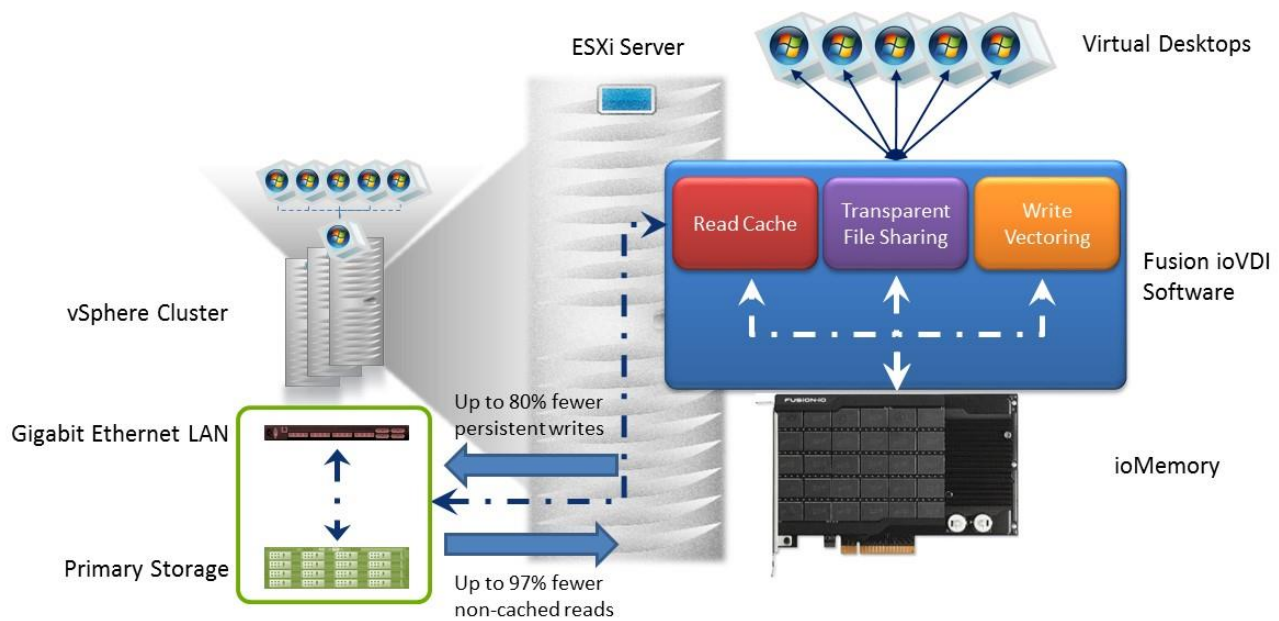 ESXi Server
Virtual Desktops
Read Cache
Transparent
File Sharing
Write
Vectoring
Fusion ioVDI
Software
vSphere Cluster
Up to 80% fewer
persistent writes
Gigabit Ethernet LAN
FUSION-IO
ioMemory
Primary Storage
Up to 97% fewer
non-cached reads